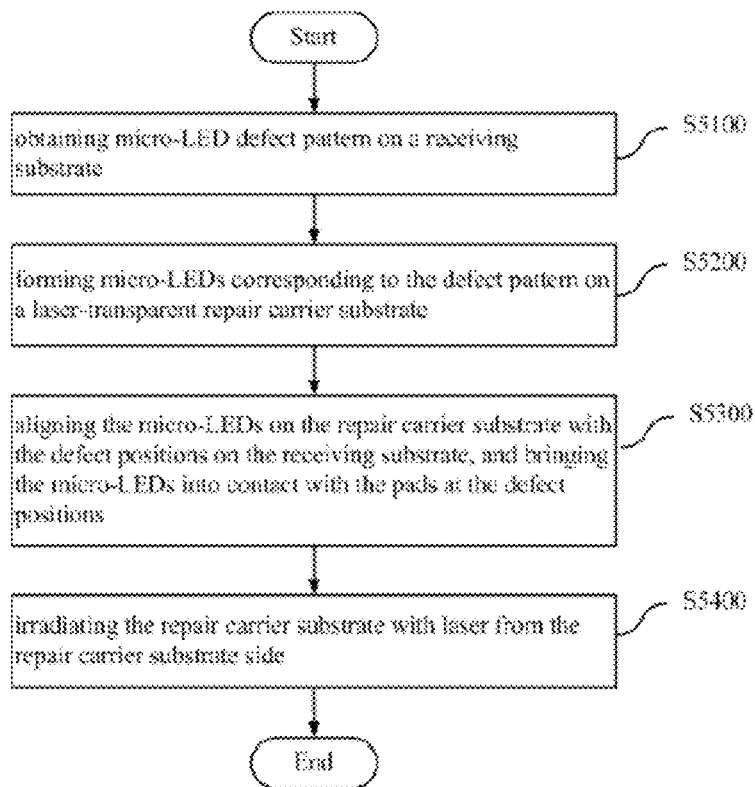 Start
obtaining micro-LED defect pattern on a receiving
substrate
S5100
forming micro-LEDs corresponding to the defect pattern on
a laser-transparent repair carrier substrate
S5200
aligning the micro-LEDs on the repair carrier substrate with
the defect positions on the receiving substrate, and bringing
the micro-LEDs into contact with the pads at the defect
positions
S5300
irradiating the repair carrier substrate with laser from the
repair carrier substrate side
S5400
End